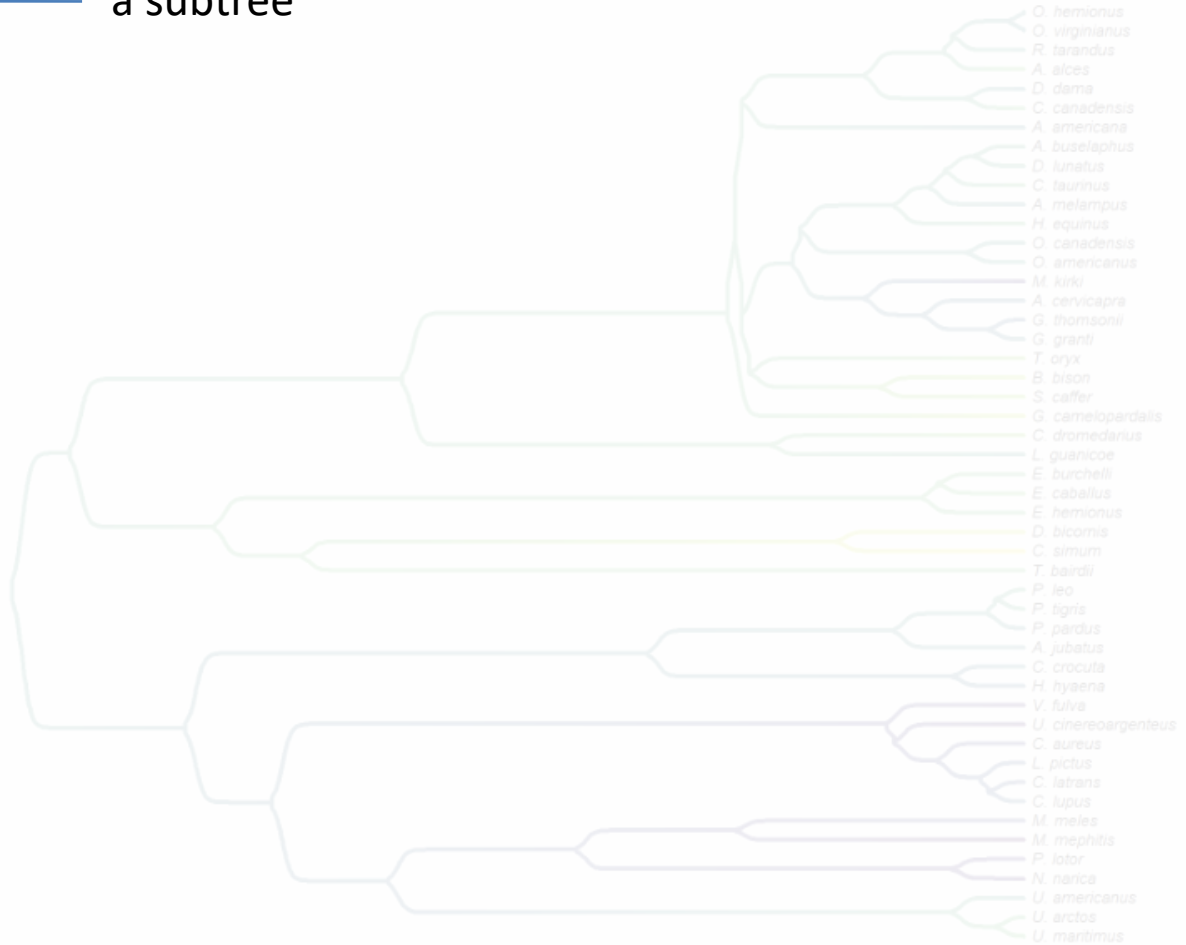 a subtree
O. hemionus
O. virginianus
R. tarandus
A. alces
D. dama
C. canadensis
A. americana
A. buselaphus
D. lunatus
C. taurinus
A. melampus
H. equinus
O. canadensis
O. americanus
M. kirki
A. cervicapra
G. thomsonii
G. granti
T. oryx
B. bison
S. caffer
G. camelopardalis
C. dromedarius
L. guanicoe
E. burchelli
E. caballus
E. hemionus
D. bicornis
C. simum
T. bairdii
P. leo
P. tigris
P. pardus
A. jubatus
C. crocuta
H. hyaena
V. fulva
U. cinereoargenteus
C. aureus
L. pictus
C. latrans
C. lupus
M. meles
M. mephitis
P. lotor
N. narica
U. americanus
U. arctos
U. maritimus